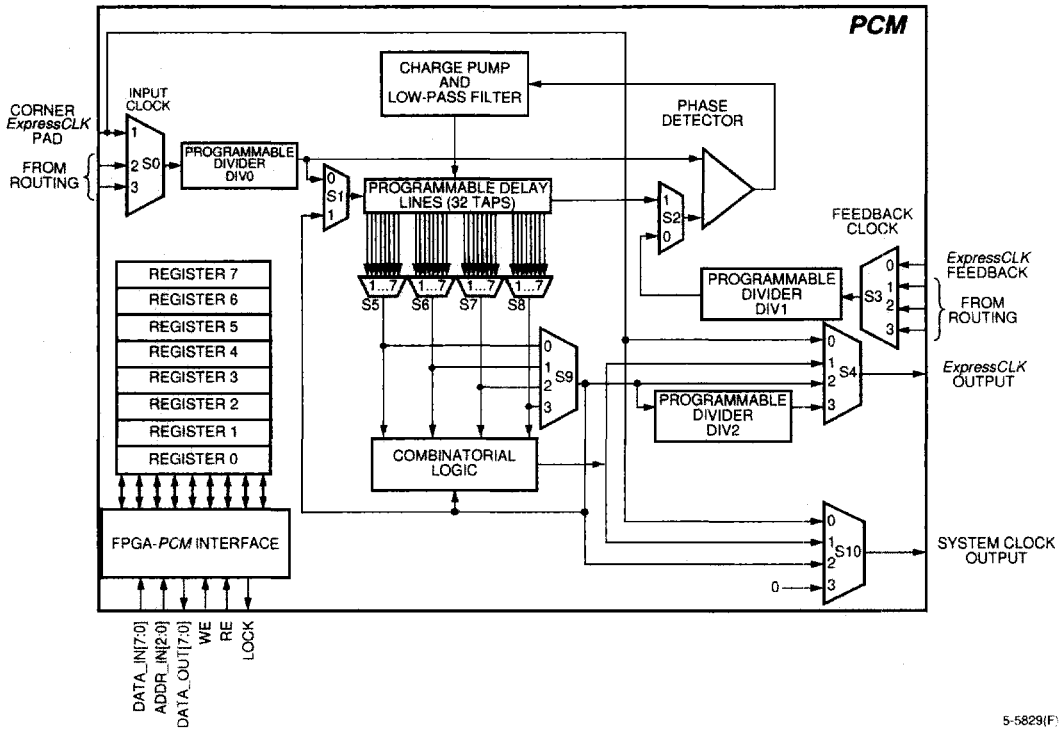 PCM
CHARGE PUMP
AND
LOW-PASS FILTER
PHASE
DETECTOR
INPUT
CLOCK
CORNER
ExpressCLK
PAD
FROM
ROUTING
1
2
3
S0
PROGRAMMABLE
DIVIDER
DIV0
0
1
S1
PROGRAMMABLE DELAY
LINES (32 TAPS)
1
0
S2
FEEDBACK
CLOCK
0
1
2
3
S3
ExpressCLK
FEEDBACK
FROM
ROUTING
PROGRAMMABLE
DIVIDER
DIV1
1...7
1...7
1...7
1...7
S5
S6
S7
S8
0
1
2
3
S9
0
1
2
3
S4
ExpressCLK
OUTPUT
PROGRAMMABLE
DIVIDER
DIV2
REGISTER 7
REGISTER 6
REGISTER 5
REGISTER 4
REGISTER 3
REGISTER 2
REGISTER 1
REGISTER 0
COMBINATORIAL
LOGIC
FPGA-PCM INTERFACE
0
1
2
3
S10
0
SYSTEM CLOCK
OUTPUT
DATA_IN[7:0]
ADDR_IN[2:0]
DATA_OUT[7:0]
WE
RE
LOCK
5-5829(F)